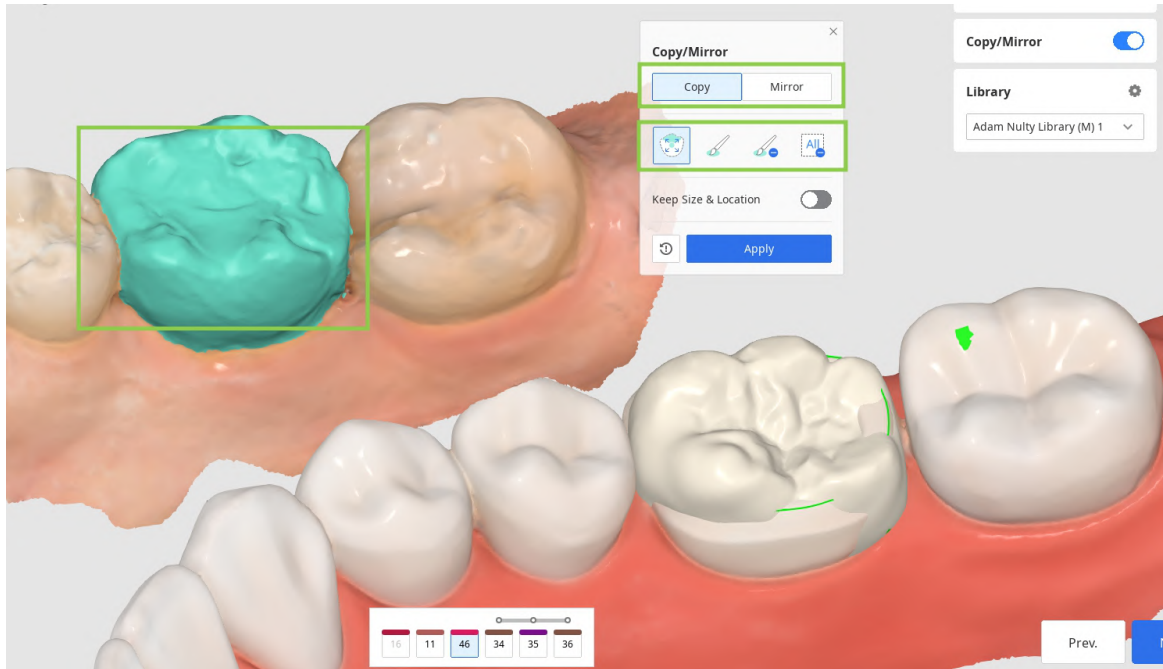 Copy/Mirror
Copy Mirror
All
Keep Size & Location
Apply
Copy/Mirror
Library
Adam Nulty Library (M) 1
16 11 46 34 35 36
Prev.